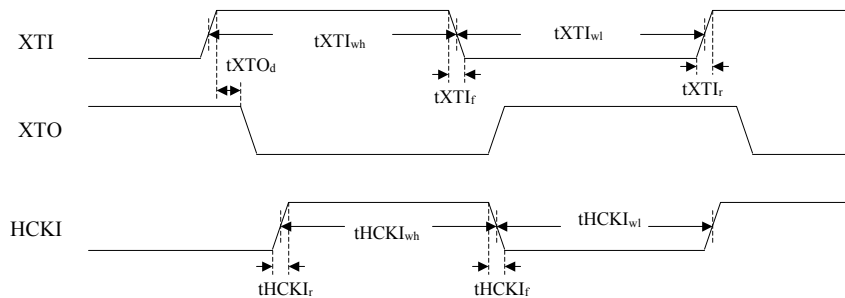 XTI
tXTIwh
tXTIwl
tXTOd
tXTIf
tXTIr
XTO
HCKI
tHCKIwh
tHCKIwl
tHCKIr
tHCKIf